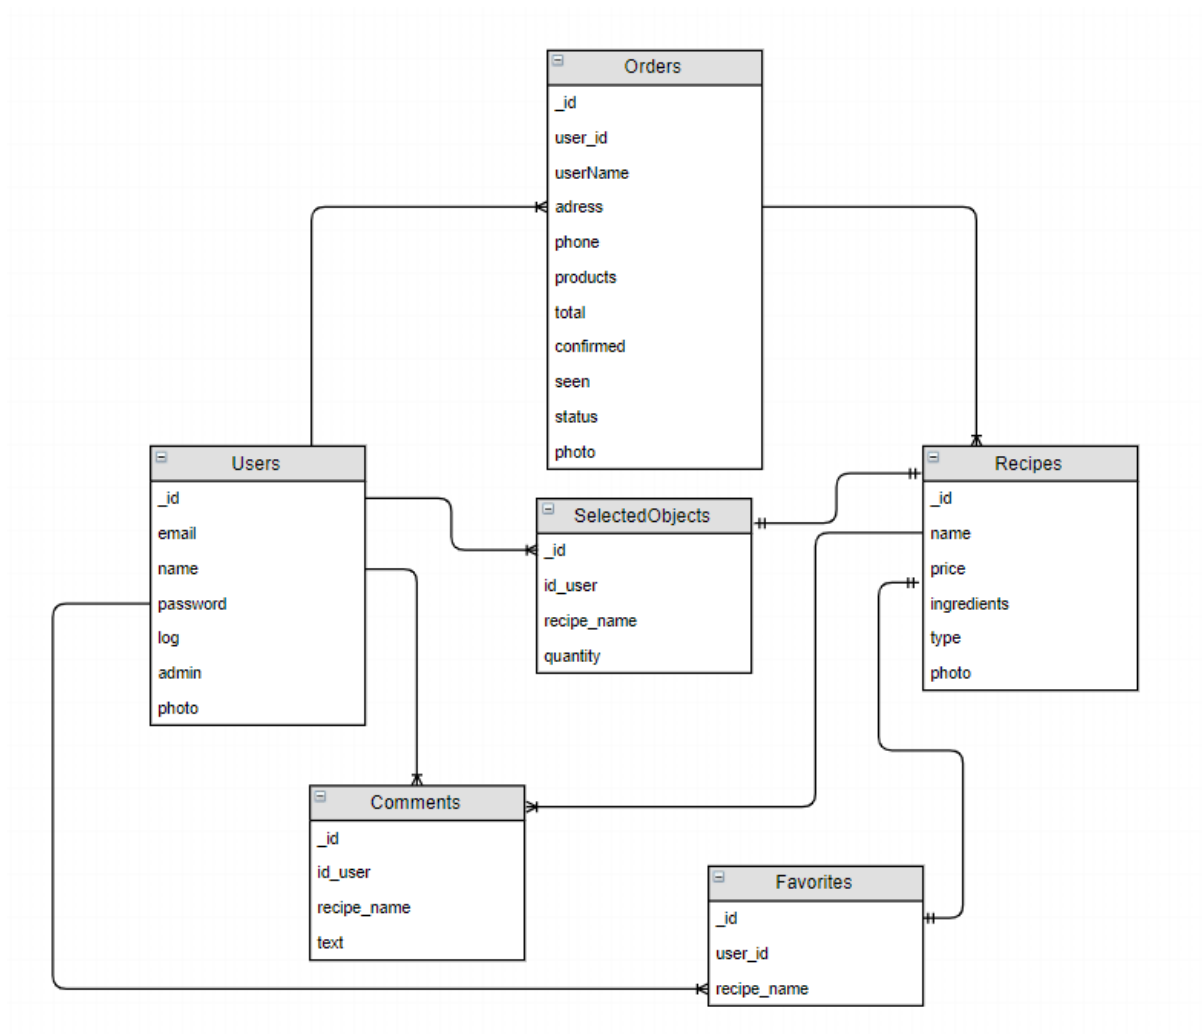 Orders
_id
user_id
userName
adress
phone
products
total
confirmed
seen
status
photo
Users
_id
email
name
password
log
admin
photo
SelectedObjects
_id
id_user
recipe_name
quantity
Recipes
_id
name
price
ingredients
type
photo
Comments
_id
id_user
recipe_name
text
Favorites
_id
user_id
recipe_name